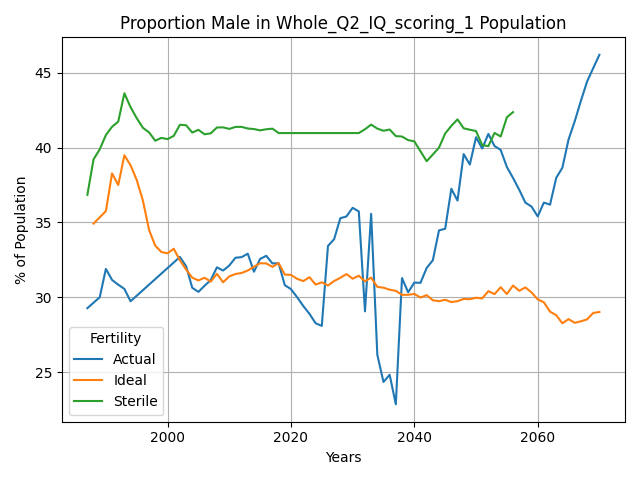 Proportion Male in Whole_Q2_IQ_scoring_1 Population
% of Population
45
40
35
30
25
Fertility
Actual
Ideal
Sterile
2000
2020
2040
2060
Years